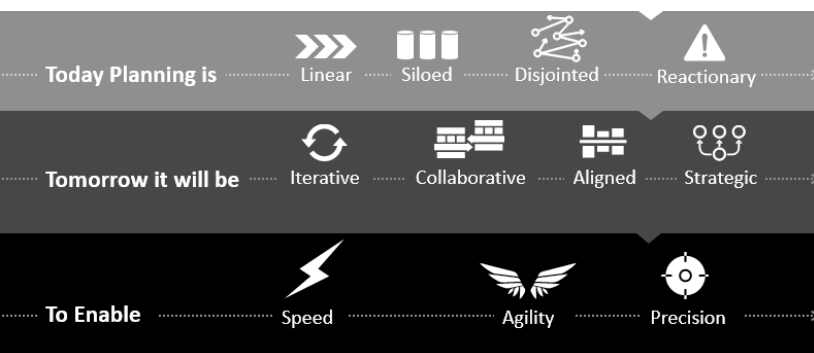 Today Planning is Linear Siloed Disjointed Reactionary
Tomorrow it will be Iterative Collaborative Aligned Strategic
To Enable Speed Agility Precision